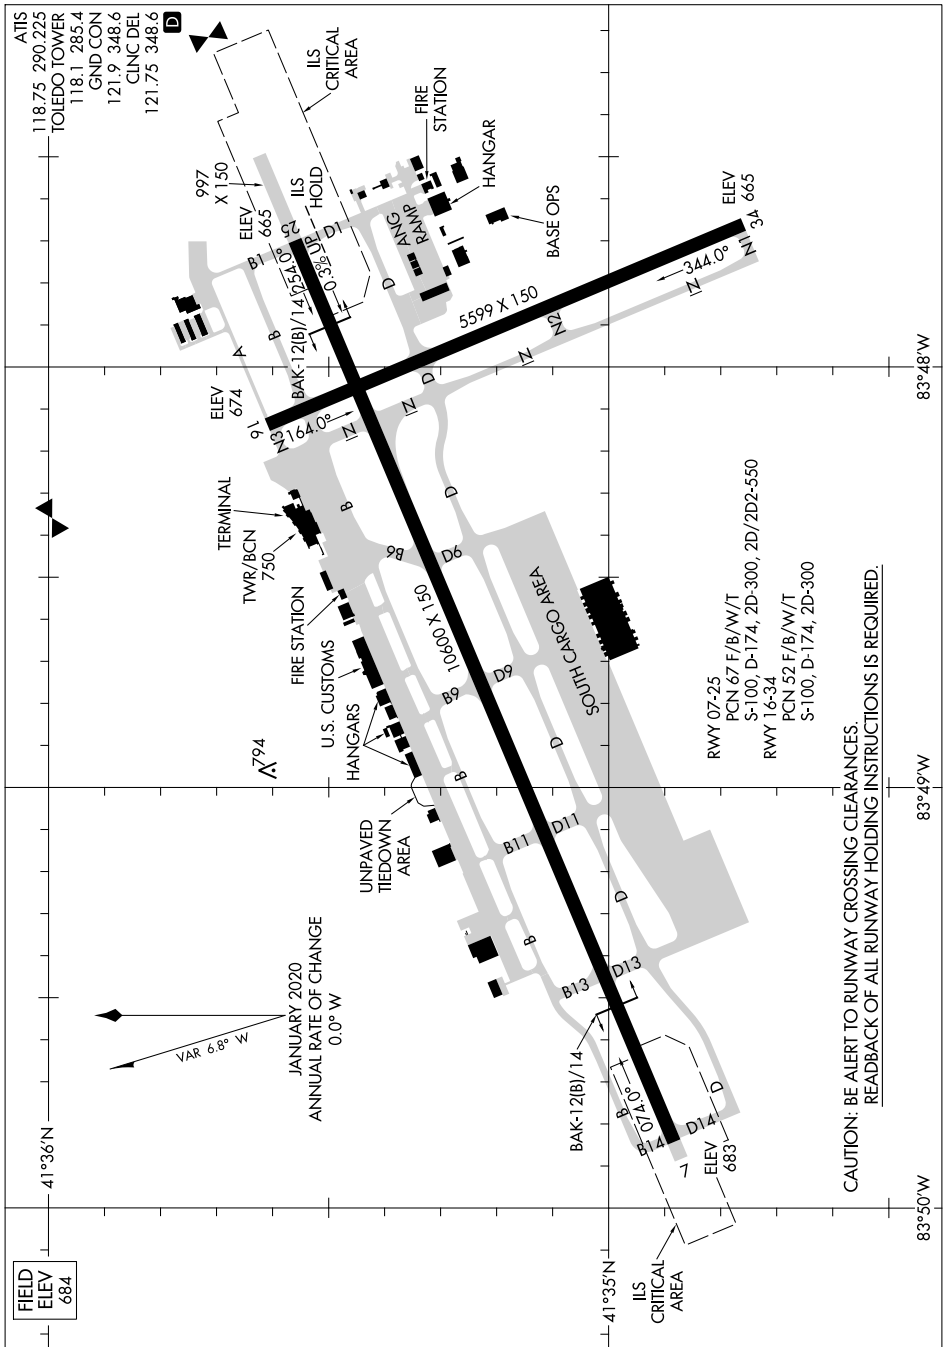 ATIS
118.75 290.225
TOLEDO TOWER
118.1 285.4
GND CON
121.9 348.6
CLNC DEL
121.75 348.6
D
ILS
CRITICAL
AREA
FIRE
STATION
HANGAR
BASE OPS
997
X 150
ILS
HOLD
ELEV
665
25
B1
D1
ANG
RAMP
254.0°
0.3% UP
BAK-12(B)/14
A
B
D
ELEV
665
34
N1
344.0°
N
N
N
N2
5599 X 150
ELEV
674
16
N3
164.0°
N
N
D
B
D
B6
D6
TERMINAL
TWR/BCN
750
FIRE STATION
U.S. CUSTOMS
HANGARS
UNPAVED
TIEDOWN
AREA
794
10600 X 150
SOUTH CARGO AREA
B9
D9
B
D
B11
D11
B
D
B13
D13
BAK-12(B)/14
B
074.0°
D
B14
D14
7
ELEV
683
ILS
CRITICAL
AREA
RWY 07-25
PCN 67 F/B/W/T
S-100, D-174, 2D-300, 2D/2D2-550
RWY 16-34
PCN 52 F/B/W/T
S-100, D-174, 2D-300
CAUTION: BE ALERT TO RUNWAY CROSSING CLEARANCES.
READBACK OF ALL RUNWAY HOLDING INSTRUCTIONS IS REQUIRED.
VAR 6.8° W
JANUARY 2020
ANNUAL RATE OF CHANGE
0.0° W
FIELD
ELEV
684
41°36'N
41°35'N
83°50'W
83°49'W
83°48'W